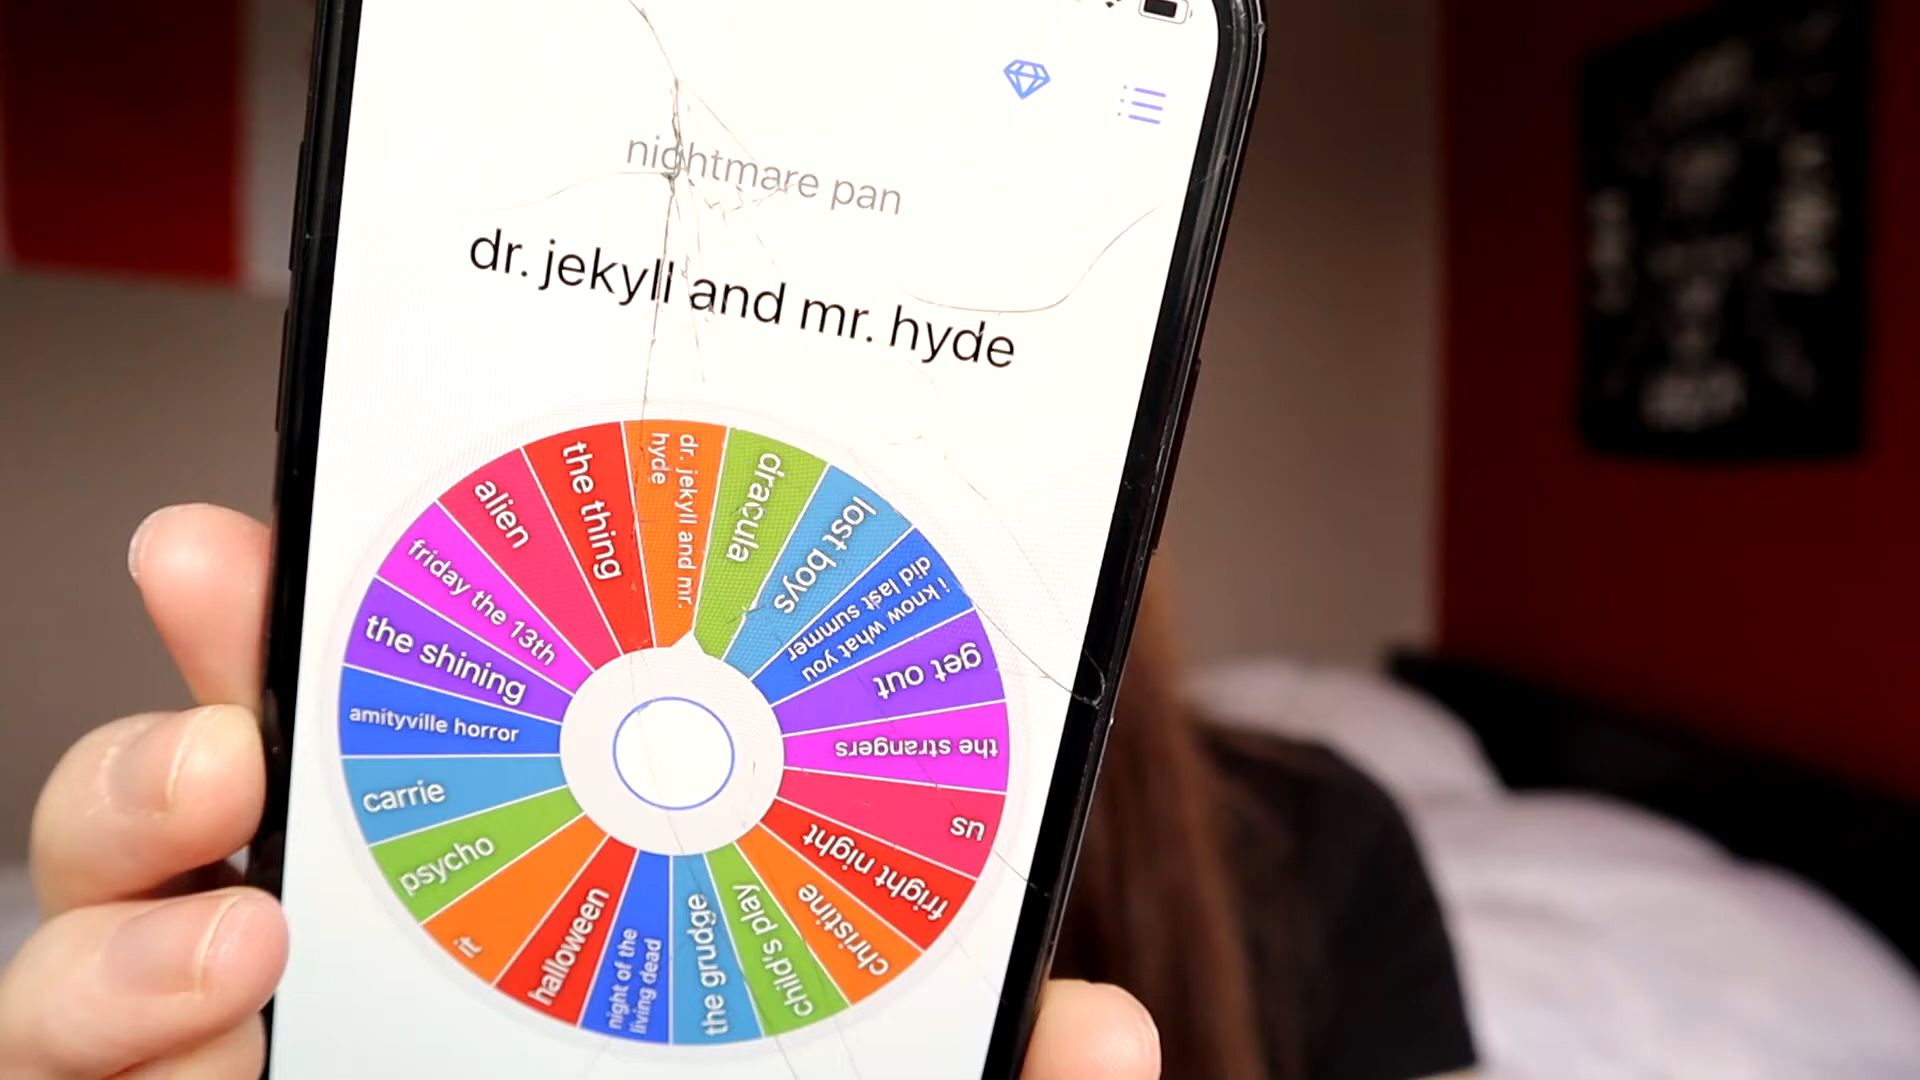 nightmare pan
dr. jekyll and mr. hyde
dr. jekyll and mr.
hyde
dracula
lost boys
i know what you
did last summer
get out
the strangers
us
fright night
christine
child's play
the grudge
night of the
living dead
halloween
it
psycho
carrie
amityville horror
the shining
friday the 13th
alien
the thing